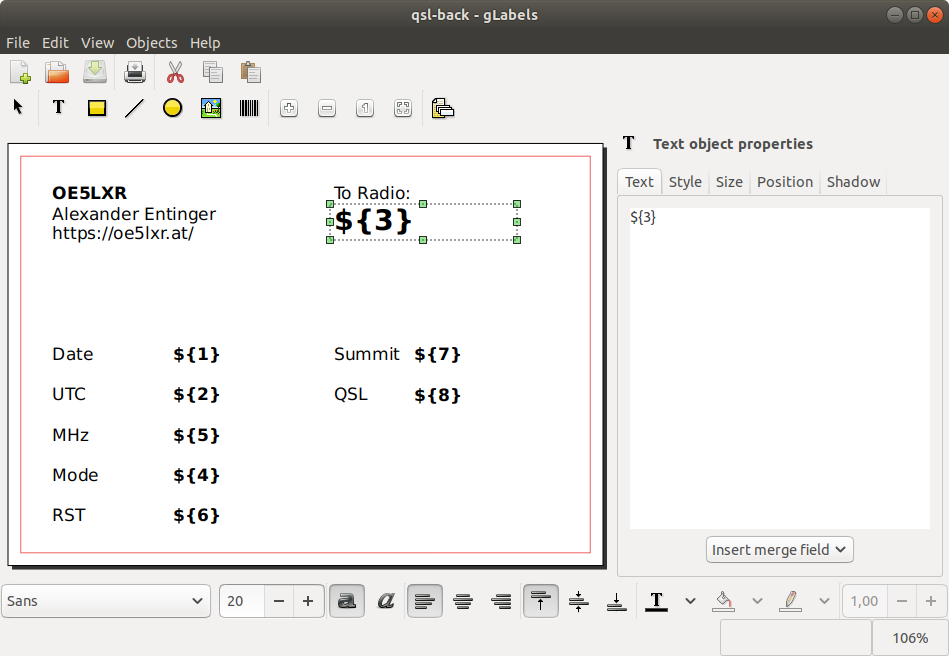 qsl-back - gLabels
File Edit View Objects Help
T
T Text object properties
Text Style Size Position Shadow
${3}
OE5LXR
Alexander Entinger
https://oe5lxr.at/
To Radio:
${3}
Date ${1}
UTC ${2}
MHz ${5}
Mode ${4}
RST ${6}
Summit ${7}
QSL ${8}
Insert merge field
Sans 20 − + a a T 1,00 − +
106%